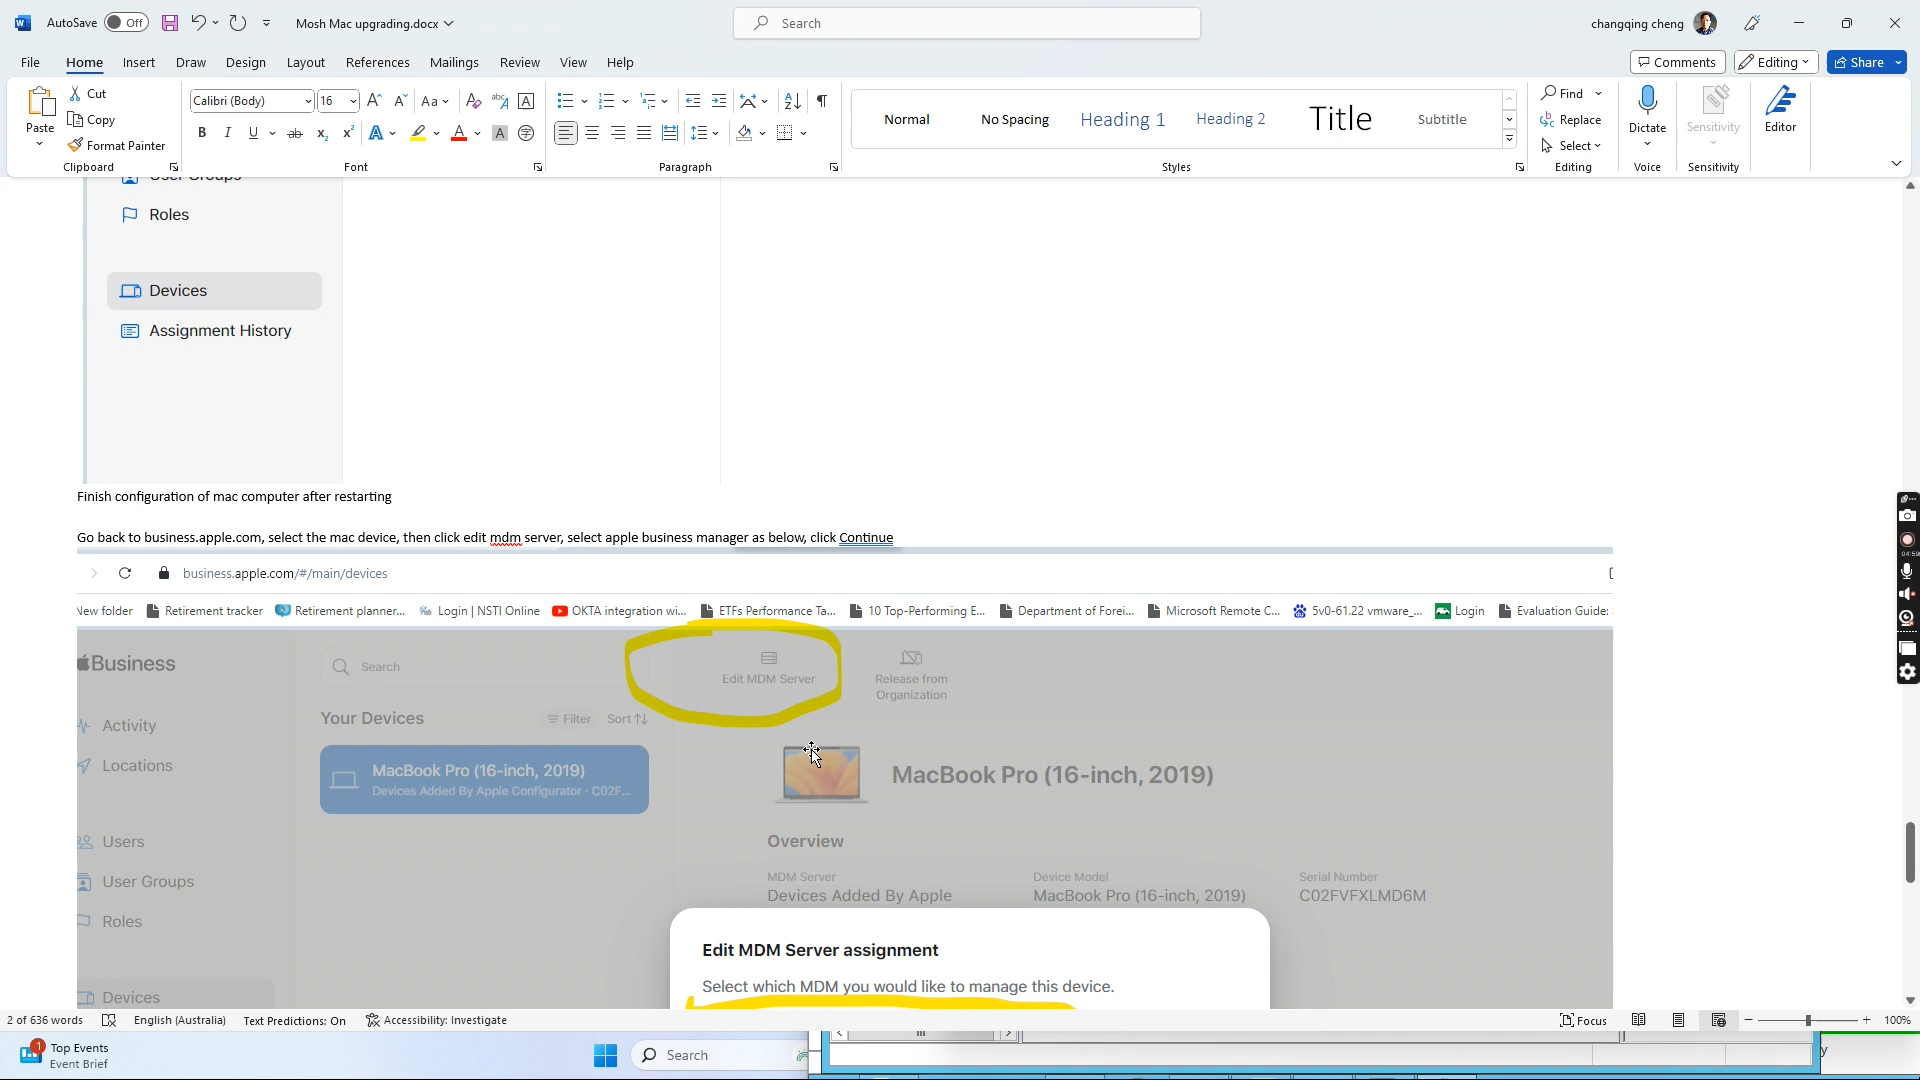 AutoSave Off Mosh Mac upgrading.docx Search changqing cheng
File Home Insert Draw Design Layout References Mailings Review View Help Comments Editing Share
Paste Cut Copy Format Painter Clipboard
Calibri (Body) 16 Aa B I U ab Font
Paragraph
Normal No Spacing Heading 1 Heading 2 Title Subtitle Styles
Find Replace Select Editing
Dictate Voice
Sensitivity Sensitivity
Editor
User Groups
Roles
Devices
Assignment History
Finish configuration of mac computer after restarting
Go back to business.apple.com, select the mac device, then click edit mdm server, select apple business manager as below, click Continue
business.apple.com/#/main/devices
New folder Retirement tracker Retirement planner... Login | NSTI Online OKTA integration wi... ETFs Performance Ta... 10 Top-Performing E... Department of Forei... Microsoft Remote C... 5v0-61.22 vmware_... Login Evaluation Guide:
Business Search Edit MDM Server Release from
Organization
Activity Your Devices Filter Sort
Locations MacBook Pro (16-inch, 2019) MacBook Pro (16-inch, 2019)
Devices Added By Apple Configurator · C02F...
Users Overview
User Groups MDM Server Device Model Serial Number
Devices Added By Apple MacBook Pro (16-inch, 2019) C02FVFXLMD6M
Roles
Edit MDM Server assignment
Select which MDM you would like to manage this device.
Devices
2 of 636 words English (Australia) Text Predictions: On Accessibility: Investigate Focus 100%
1 Top Events
Event Brief
Search